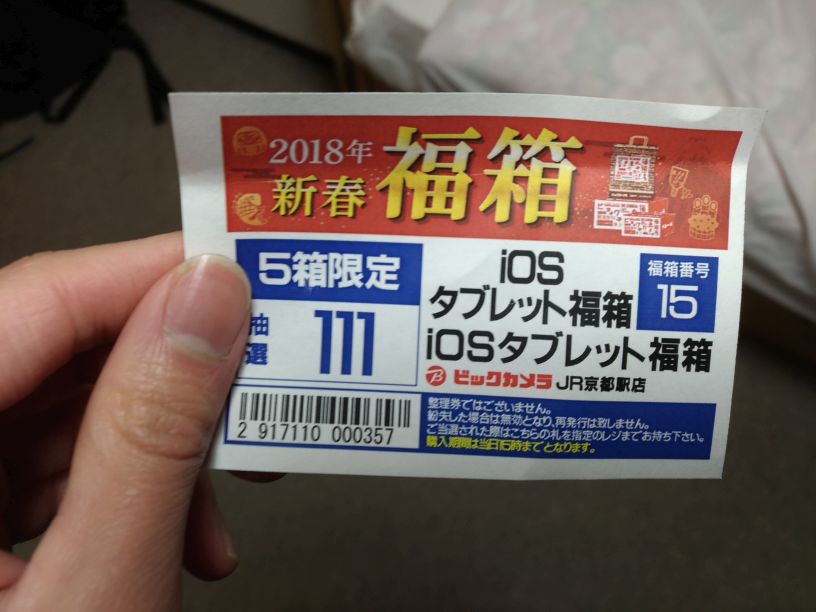 2018年
新春 福箱
5箱限定
抽選 111
iOS
タブレット福箱
福箱番号
15
iOSタブレット福箱
ビックカメラ JR京都駅店
2 917110 000357
整理券ではございません。
紛失した場合は無効となり、再発行は致しません。
ご当選された際はこちらの札を指定のレジまでお持ち下さい。
購入期間は当日15時までとなります。